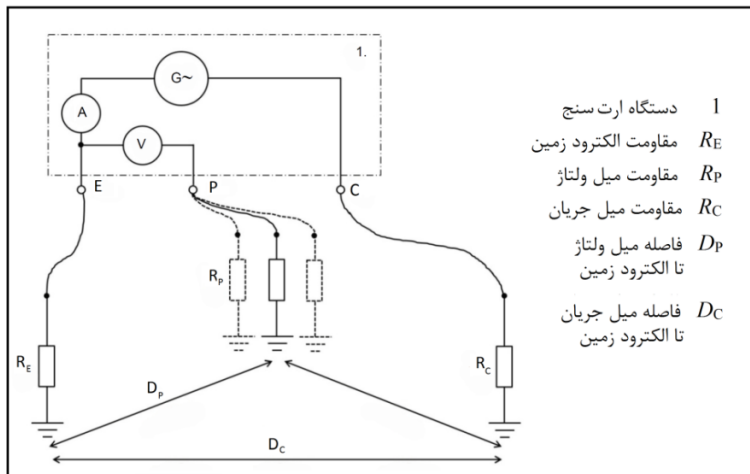 1.
G~
A
V
E
P
C
R_P
R_E
R_C
D_P
D_C
1 دستگاه ارت سنج
R_E مقاومت الکترود زمین
R_P مقاومت میل ولتاژ
R_C مقاومت میل جریان
D_P فاصله میل ولتاژ
تا الکترود زمین
D_C فاصله میل جریان
تا الکترود زمین